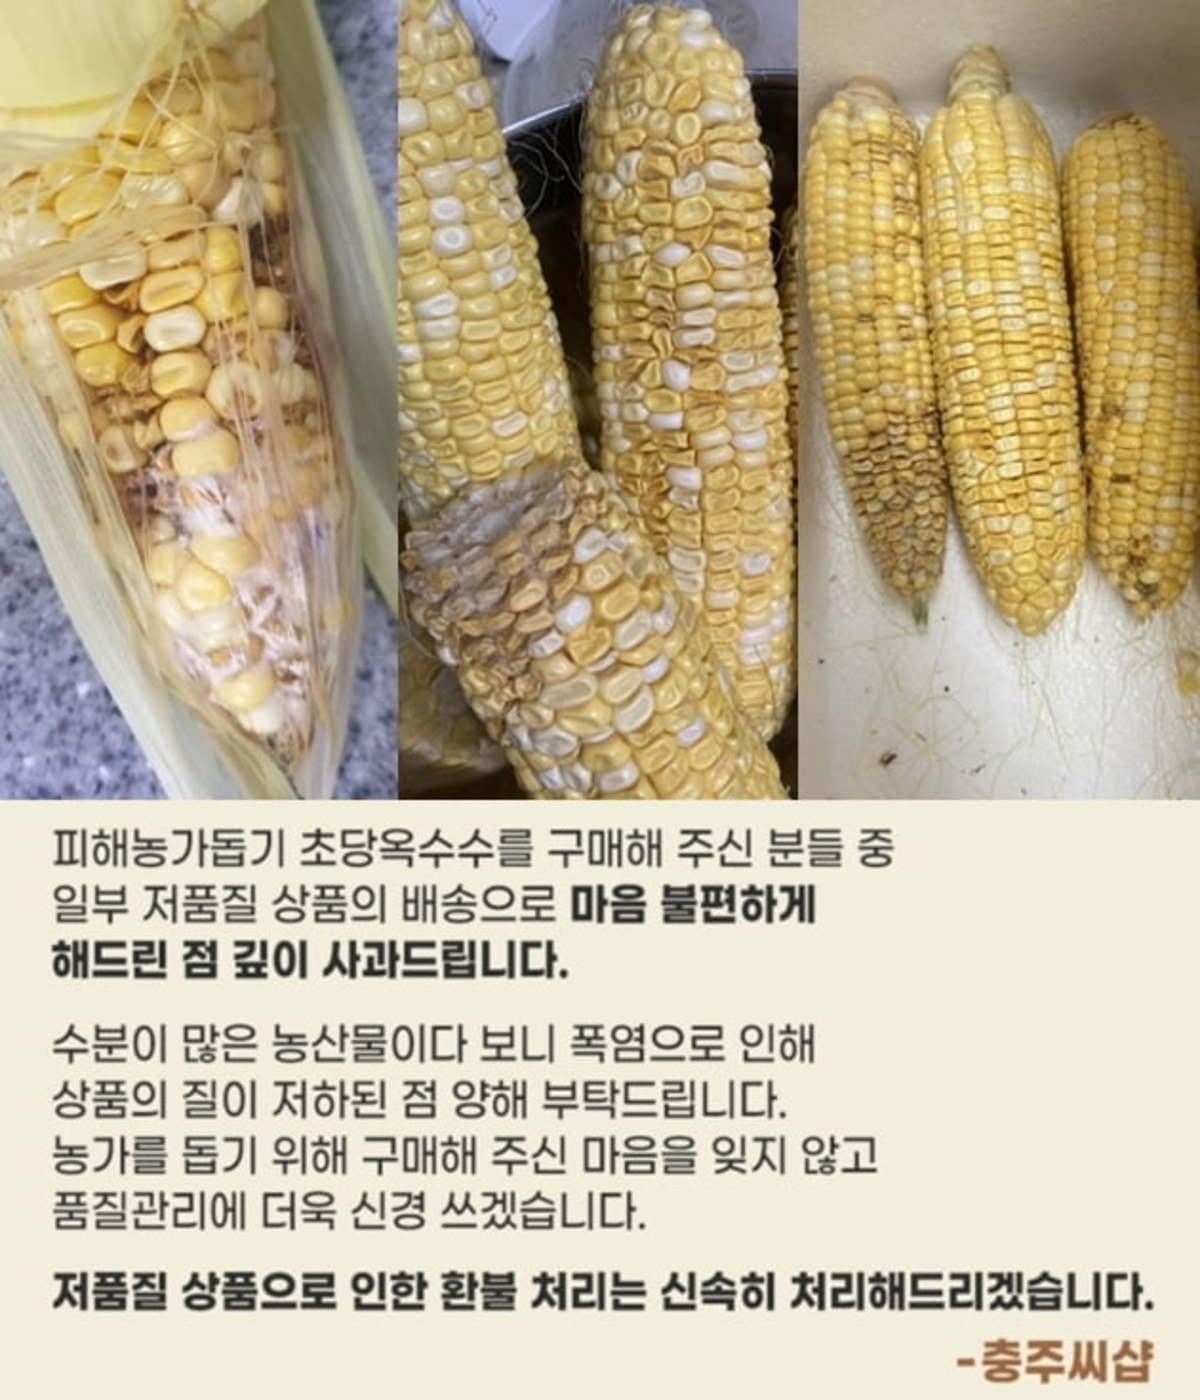 피해농가돕기 초당옥수수를 구매해 주신 분들 중
일부 저품질 상품의 배송으로 마음 불편하게
해드린 점 깊이 사과드립니다.
수분이 많은 농산물이다 보니 폭염으로 인해
상품의 질이 저하된 점 양해 부탁드립니다.
농가를 돕기 위해 구매해 주신 마음을 잊지 않고
품질관리에 더욱 신경 쓰겠습니다.
저품질 상품으로 인한 환불 처리는 신속히 처리해드리겠습니다.
-충주씨샵